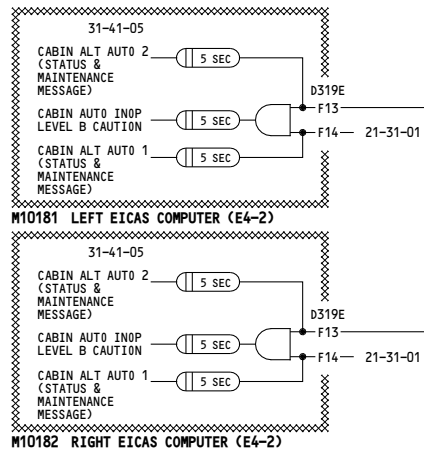 31-41-05
CABIN ALT AUTO 2
(STATUS &
MAINTENANCE
MESSAGE)
5 SEC
D319E
F13
CABIN AUTO INOP
LEVEL B CAUTION
5 SEC
F14 21-31-01
CABIN ALT AUTO 1
(STATUS &
MAINTENANCE
MESSAGE)
5 SEC
M10181 LEFT EICAS COMPUTER (E4-2)
31-41-05
CABIN ALT AUTO 2
(STATUS &
MAINTENANCE
MESSAGE)
5 SEC
D319E
F13
CABIN AUTO INOP
LEVEL B CAUTION
5 SEC
F14 21-31-01
CABIN ALT AUTO 1
(STATUS &
MAINTENANCE
MESSAGE)
5 SEC
M10182 RIGHT EICAS COMPUTER (E4-2)